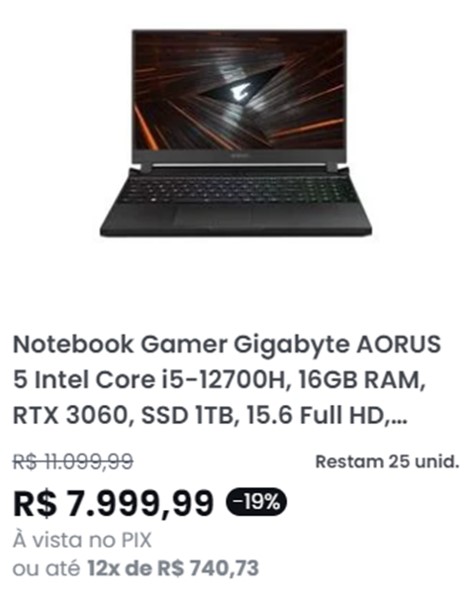 Notebook Gamer Gigabyte AORUS
5 Intel Core i5-12700H, 16GB RAM,
RTX 3060, SSD 1TB, 15.6 Full HD,...
R$ 11.099,99
Restam 25 unid.
R$ 7.999,99 -19%
À vista no PIX
ou até 12x de R$ 740,73